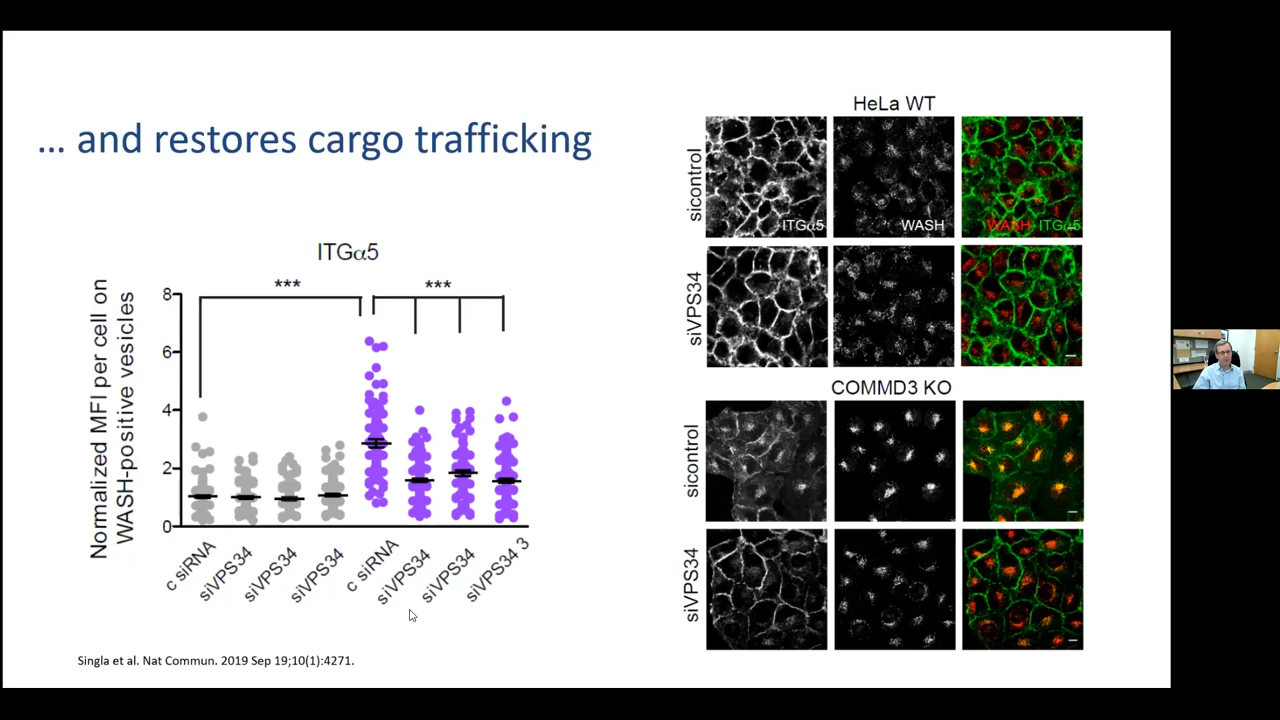 ... and restores cargo trafficking
ITGα5
***
***
Normalized MFI per cell on
WASH-positive vesicles
8
6
4
2
0
c siRNA
siVPS34
siVPS34
siVPS34
c siRNA
siVPS34
siVPS34
siVPS34 3
Singla et al. Nat Commun. 2019 Sep 19;10(1):4271.
HeLa WT
sicontrol
ITGα5
WASH
WASH ITGα5
siVPS34
COMMD3 KO
sicontrol
siVPS34